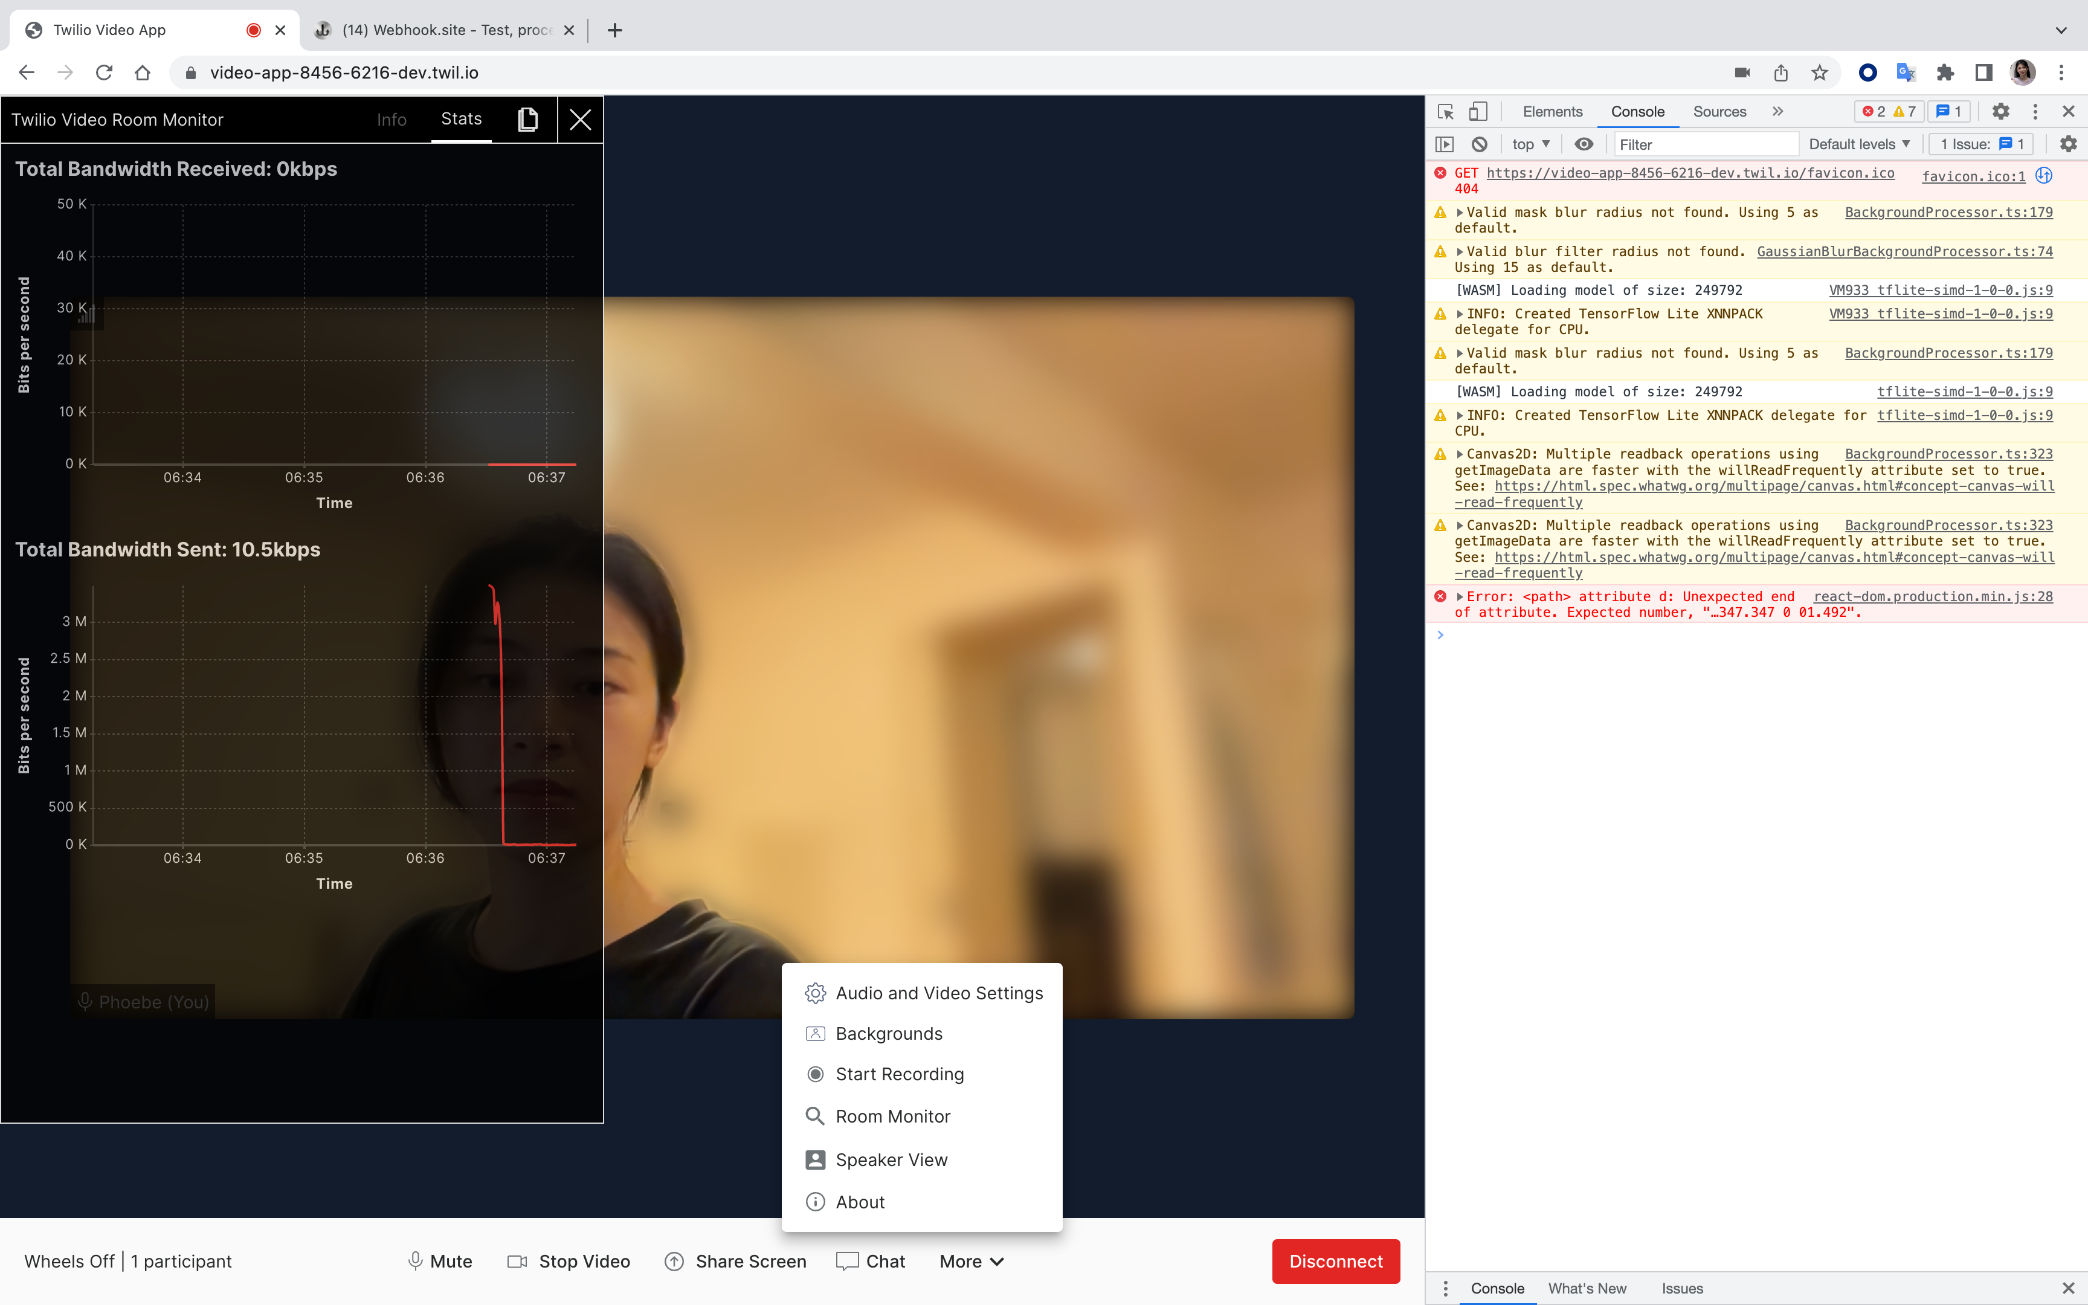 Twilio Video App
(14) Webhook.site - Test, proce
video-app-8456-6216-dev.twil.io
Twilio Video Room Monitor
Info
Stats
Total Bandwidth Received: 0kbps
50 K
40 K
30 K
20 K
10 K
0 K
Bits per second
06:34
06:35
06:36
06:37
Time
Total Bandwidth Sent: 10.5kbps
3 M
2.5 M
2 M
1.5 M
1 M
500 K
0 K
Bits per second
06:34
06:35
06:36
06:37
Time
Phoebe (You)
Audio and Video Settings
Backgrounds
Start Recording
Room Monitor
Speaker View
About
Wheels Off | 1 participant
Mute
Stop Video
Share Screen
Chat
More
Disconnect
Elements
Console
Sources
2
7
1
top
Filter
Default levels
1 Issue:
1
GET https://video-app-8456-6216-dev.twil.io/favicon.ico favicon.ico:1
404
Valid mask blur radius not found. Using 5 as BackgroundProcessor.ts:179
default.
Valid blur filter radius not found. GaussianBlurBackgroundProcessor.ts:74
Using 15 as default.
[WASM] Loading model of size: 249792 VM933 tflite-simd-1-0-0.js:9
INFO: Created TensorFlow Lite XNNPACK VM933 tflite-simd-1-0-0.js:9
delegate for CPU.
Valid mask blur radius not found. Using 5 as BackgroundProcessor.ts:179
default.
[WASM] Loading model of size: 249792 tflite-simd-1-0-0.js:9
INFO: Created TensorFlow Lite XNNPACK delegate for tflite-simd-1-0-0.js:9
CPU.
Canvas2D: Multiple readback operations using BackgroundProcessor.ts:323
getImageData are faster with the willReadFrequently attribute set to true.
See: https://html.spec.whatwg.org/multipage/canvas.html#concept-canvas-will
-read-frequently
Canvas2D: Multiple readback operations using BackgroundProcessor.ts:323
getImageData are faster with the willReadFrequently attribute set to true.
See: https://html.spec.whatwg.org/multipage/canvas.html#concept-canvas-will
-read-frequently
Error: <path> attribute d: Unexpected end react-dom.production.min.js:28
of attribute. Expected number, "…347.347 0 01.492".
Console
What's New
Issues